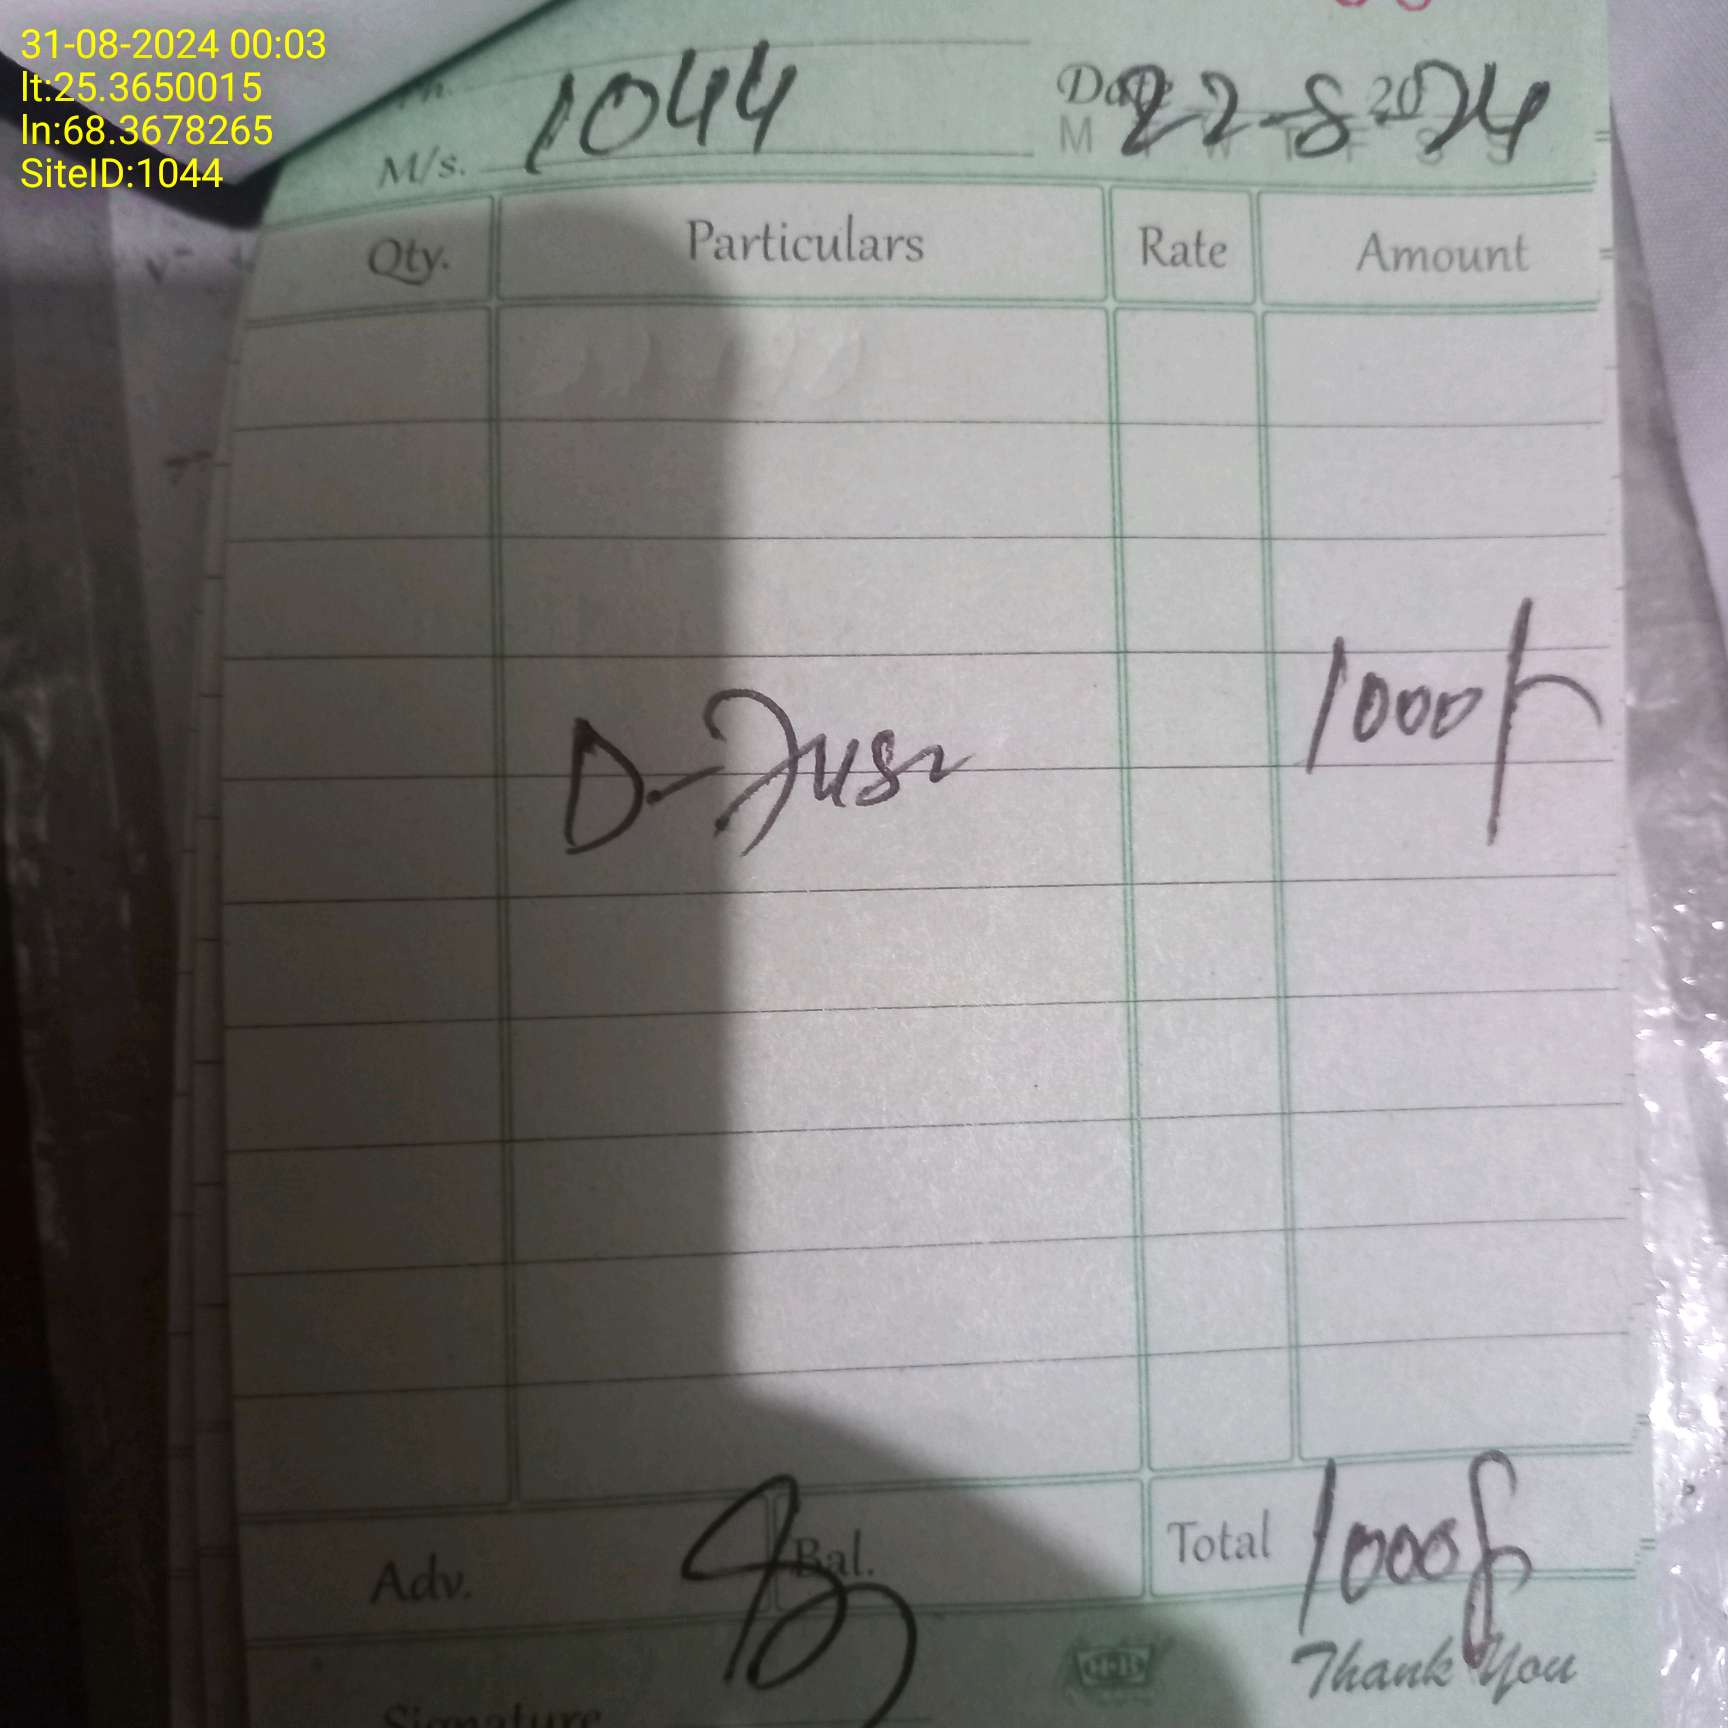 31-08-2024 00:03
lt:25.3650015
ln:68.3678265
SiteID:1044
M/s. 1044
Date 22-8-2024
Qty. Particulars Rate Amount
1000/-
Adv. Bal. Total 1000/-
Signature
Thank You